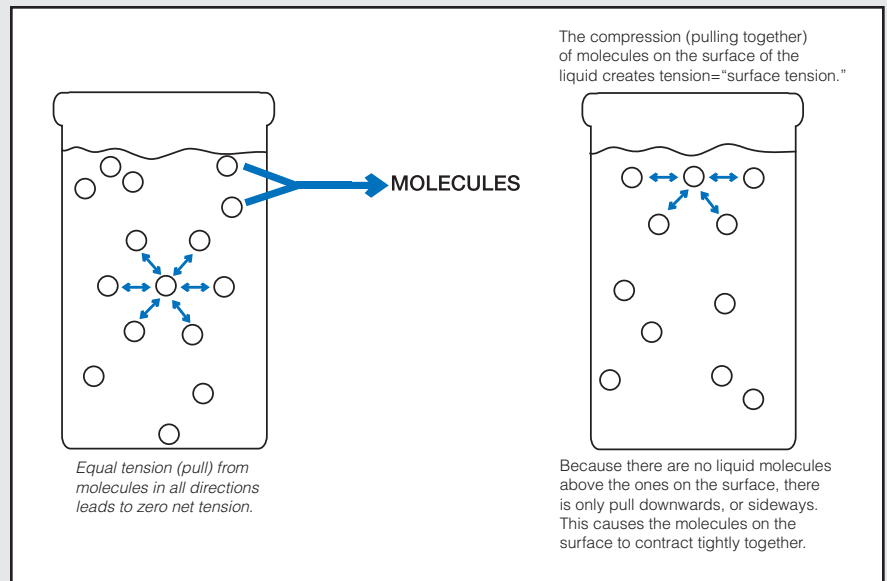 The compression (pulling together)
of molecules on the surface of the
liquid creates tension=“surface tension.”
MOLECULES
Equal tension (pull) from
molecules in all directions
leads to zero net tension.
Because there are no liquid molecules
above the ones on the surface, there
is only pull downwards, or sideways.
This causes the molecules on the
surface to contract tightly together.